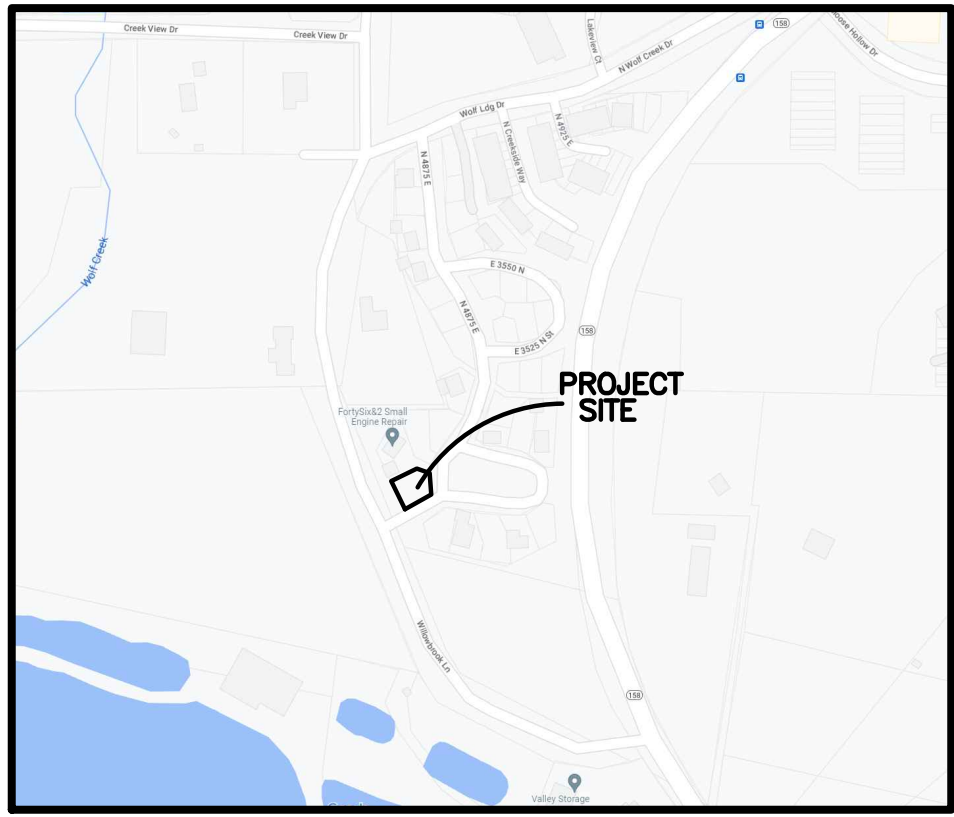 Creek View Dr
Creek View Dr
Lakeview Ct
158
Moose Hollow Dr
N Wolf Creek Dr
Wolf Ldg Dr
N 4925 E
N Creekside Way
N 4875 E
Wolf Creek
E 3550 N
N 4875 E
158
E 3525 N St
PROJECT
SITE
FortySix&2 Small
Engine Repair
Willowbrook Ln
158
Valley Storage